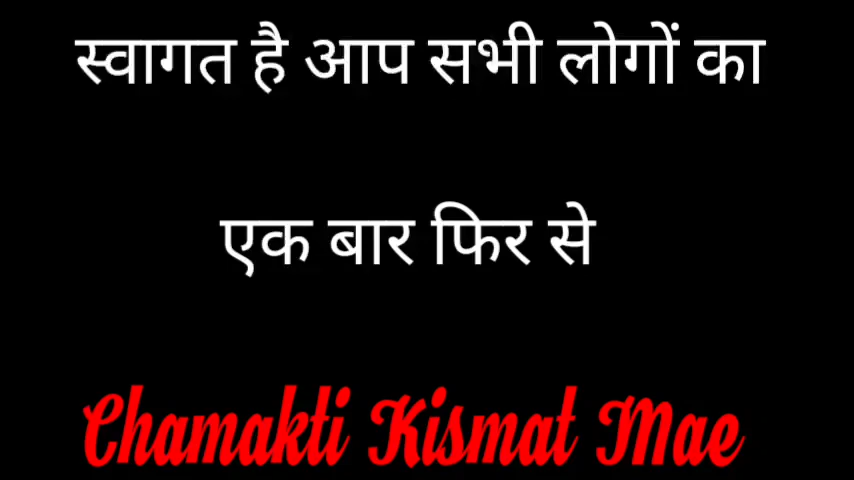 स्वागत है आप सभी लोगों का
एक बार फिर से
Chamakti Kismat Mae